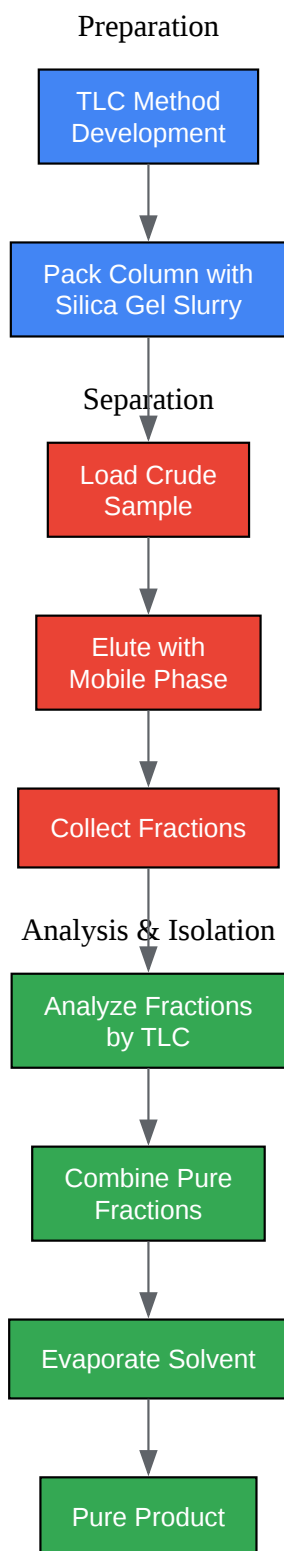 Preparation
TLC Method
Development
Pack Column with
Silica Gel Slurry
Separation
Load Crude
Sample
Elute with
Mobile Phase
Collect Fractions
Analysis & Isolation
Analyze Fractions
by TLC
Combine Pure
Fractions
Evaporate Solvent
Pure Product